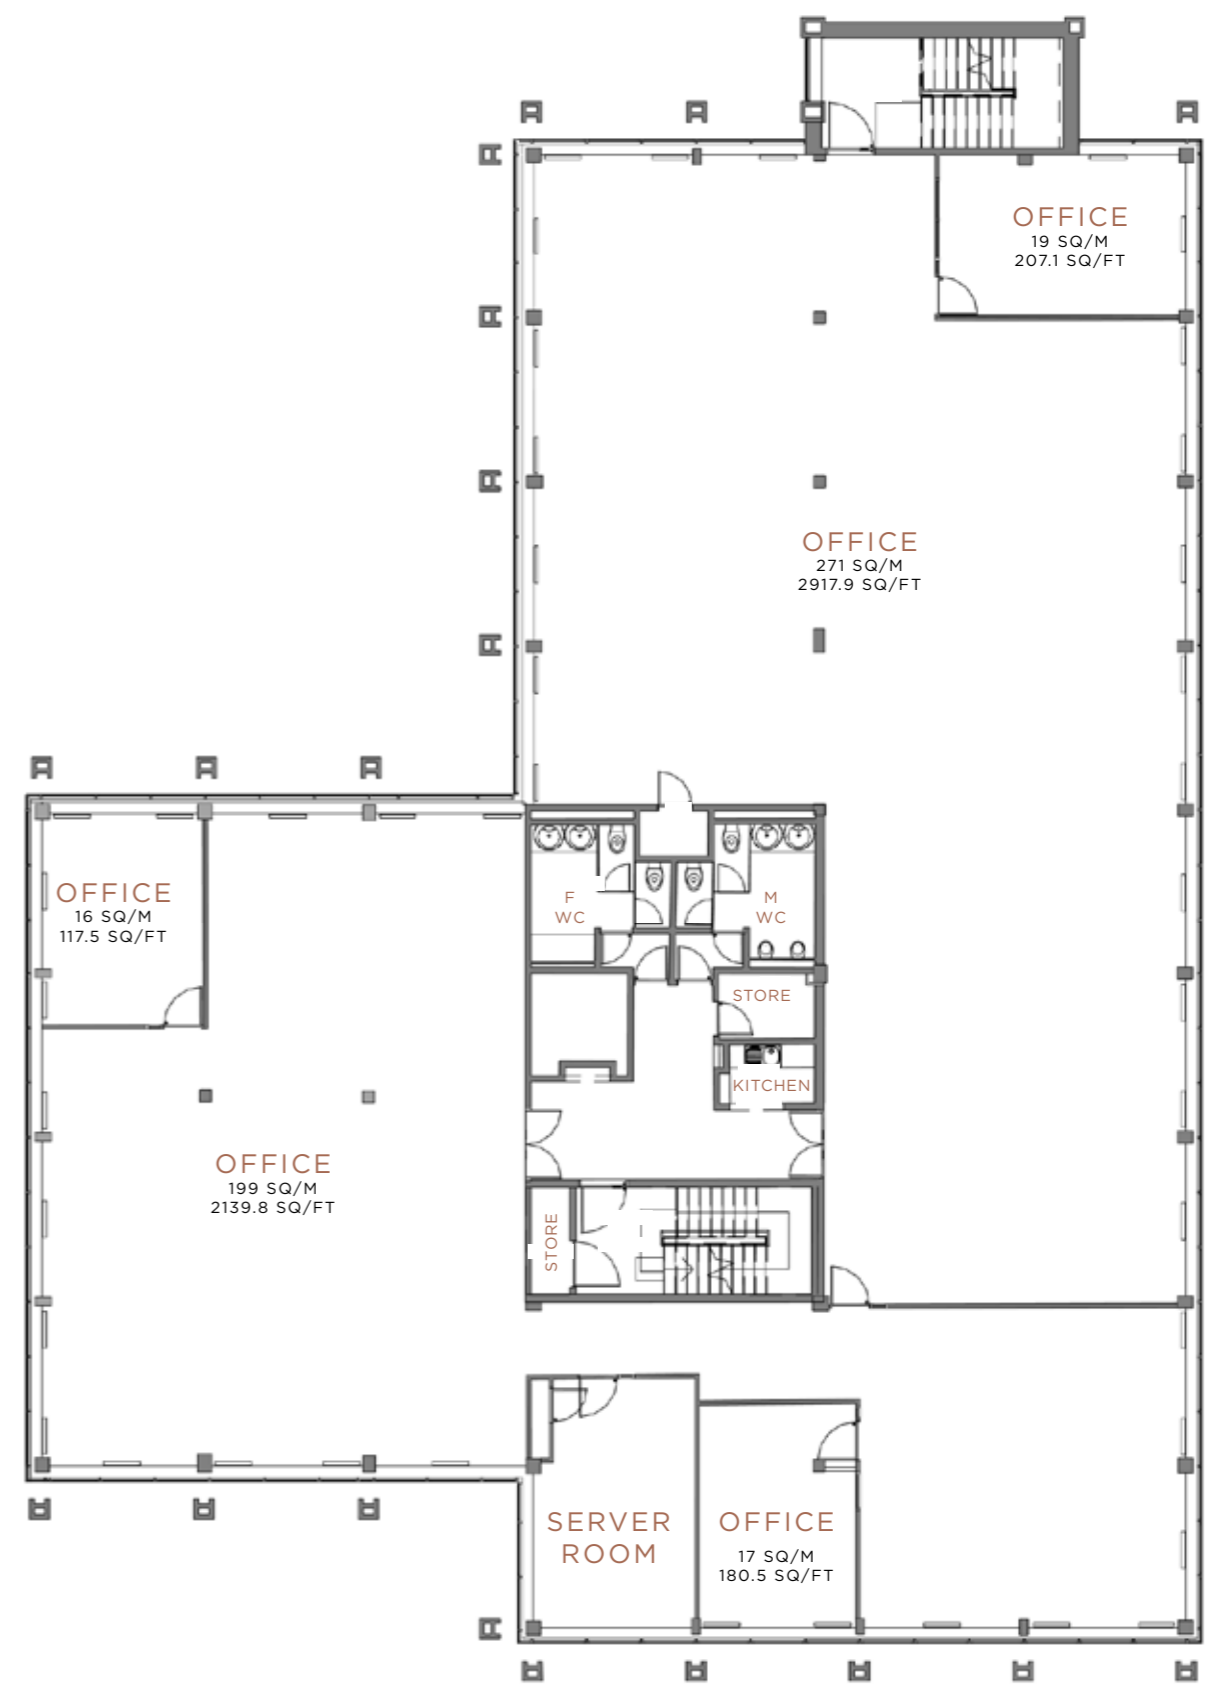 OFFICE
19 SQ/M
207.1 SQ/FT
OFFICE
271 SQ/M
2917.9 SQ/FT
OFFICE
16 SQ/M
117.5 SQ/FT
F
WC
M
WC
STORE
KITCHEN
OFFICE
199 SQ/M
2139.8 SQ/FT
STORE
SERVER
ROOM
OFFICE
17 SQ/M
180.5 SQ/FT